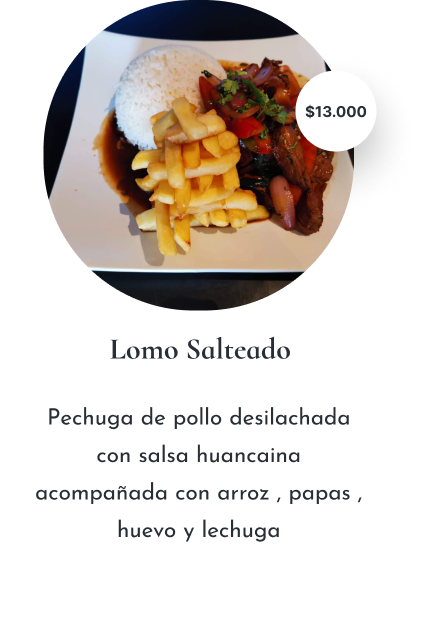 $13.000
Lomo Salteado
Pechuga de pollo desilachada
con salsa huancaina
acompañada con arroz , papas ,
huevo y lechuga